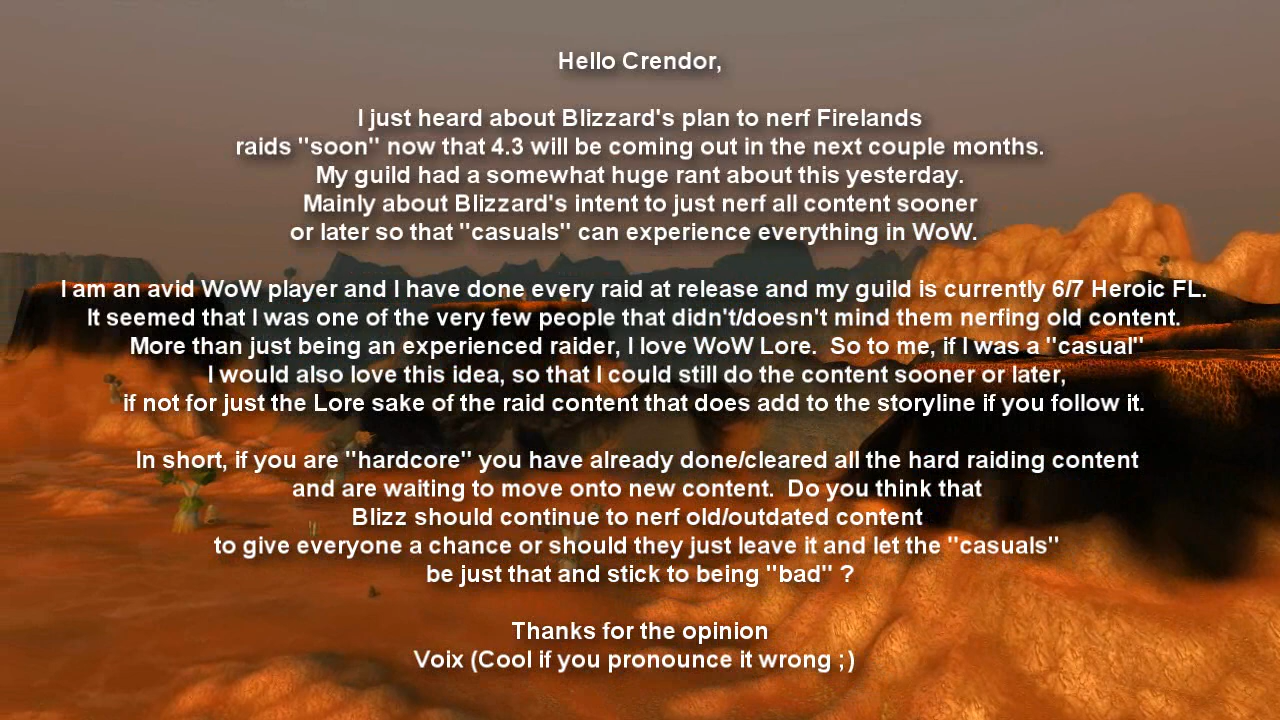 Hello Crendor,
I just heard about Blizzard's plan to nerf Firelands
raids "soon" now that 4.3 will be coming out in the next couple months.
My guild had a somewhat huge rant about this yesterday.
Mainly about Blizzard's intent to just nerf all content sooner
or later so that "casuals" can experience everything in WoW.
I am an avid WoW player and I have done every raid at release and my guild is currently 6/7 Heroic FL.
It seemed that I was one of the very few people that didn't/doesn't mind them nerfing old content.
More than just being an experienced raider, I love WoW Lore.  So to me, if I was a "casual"
I would also love this idea, so that I could still do the content sooner or later,
if not for just the Lore sake of the raid content that does add to the storyline if you follow it.
In short, if you are "hardcore" you have already done/cleared all the hard raiding content
and are waiting to move onto new content.  Do you think that
Blizz should continue to nerf old/outdated content
to give everyone a chance or should they just leave it and let the "casuals"
be just that and stick to being "bad" ?
Thanks for the opinion
Voix (Cool if you pronounce it wrong ;)